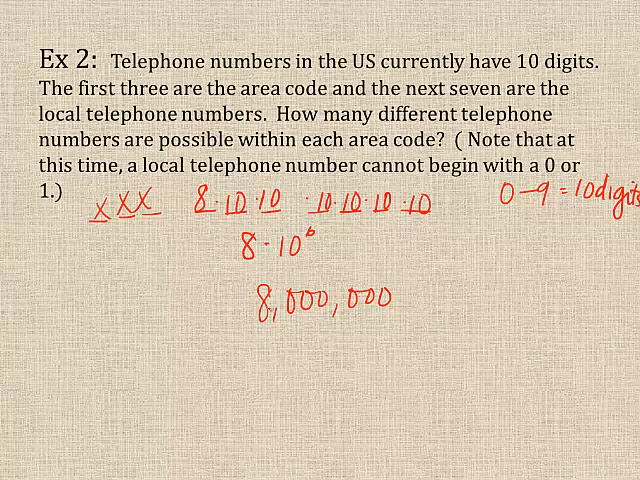 Ex 2: Telephone numbers in the US currently have 10 digits.
The first three are the area code and the next seven are the
local telephone numbers. How many different telephone
numbers are possible within each area code? ( Note that at
this time, a local telephone number cannot begin with a 0 or
1.)
X X X 8 · 10 · 10 · 10 · 10 · 10 · 10 0 – 9 = 10 digits
8 · 10⁶
8,000,000